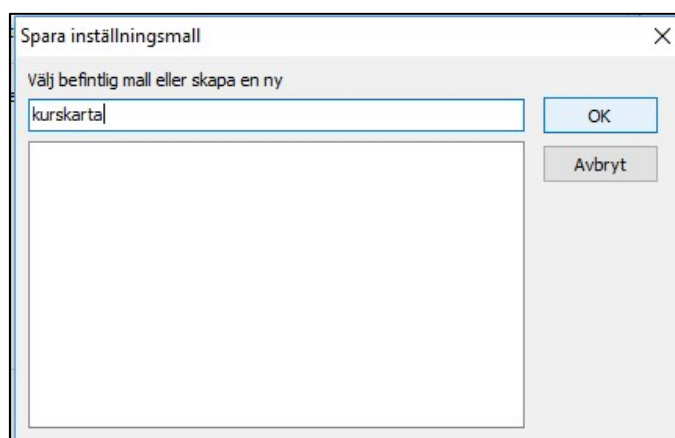 Spara inställningsmall
Välj befintlig mall eller skapa en ny
kurskarta
OK
Avbryt